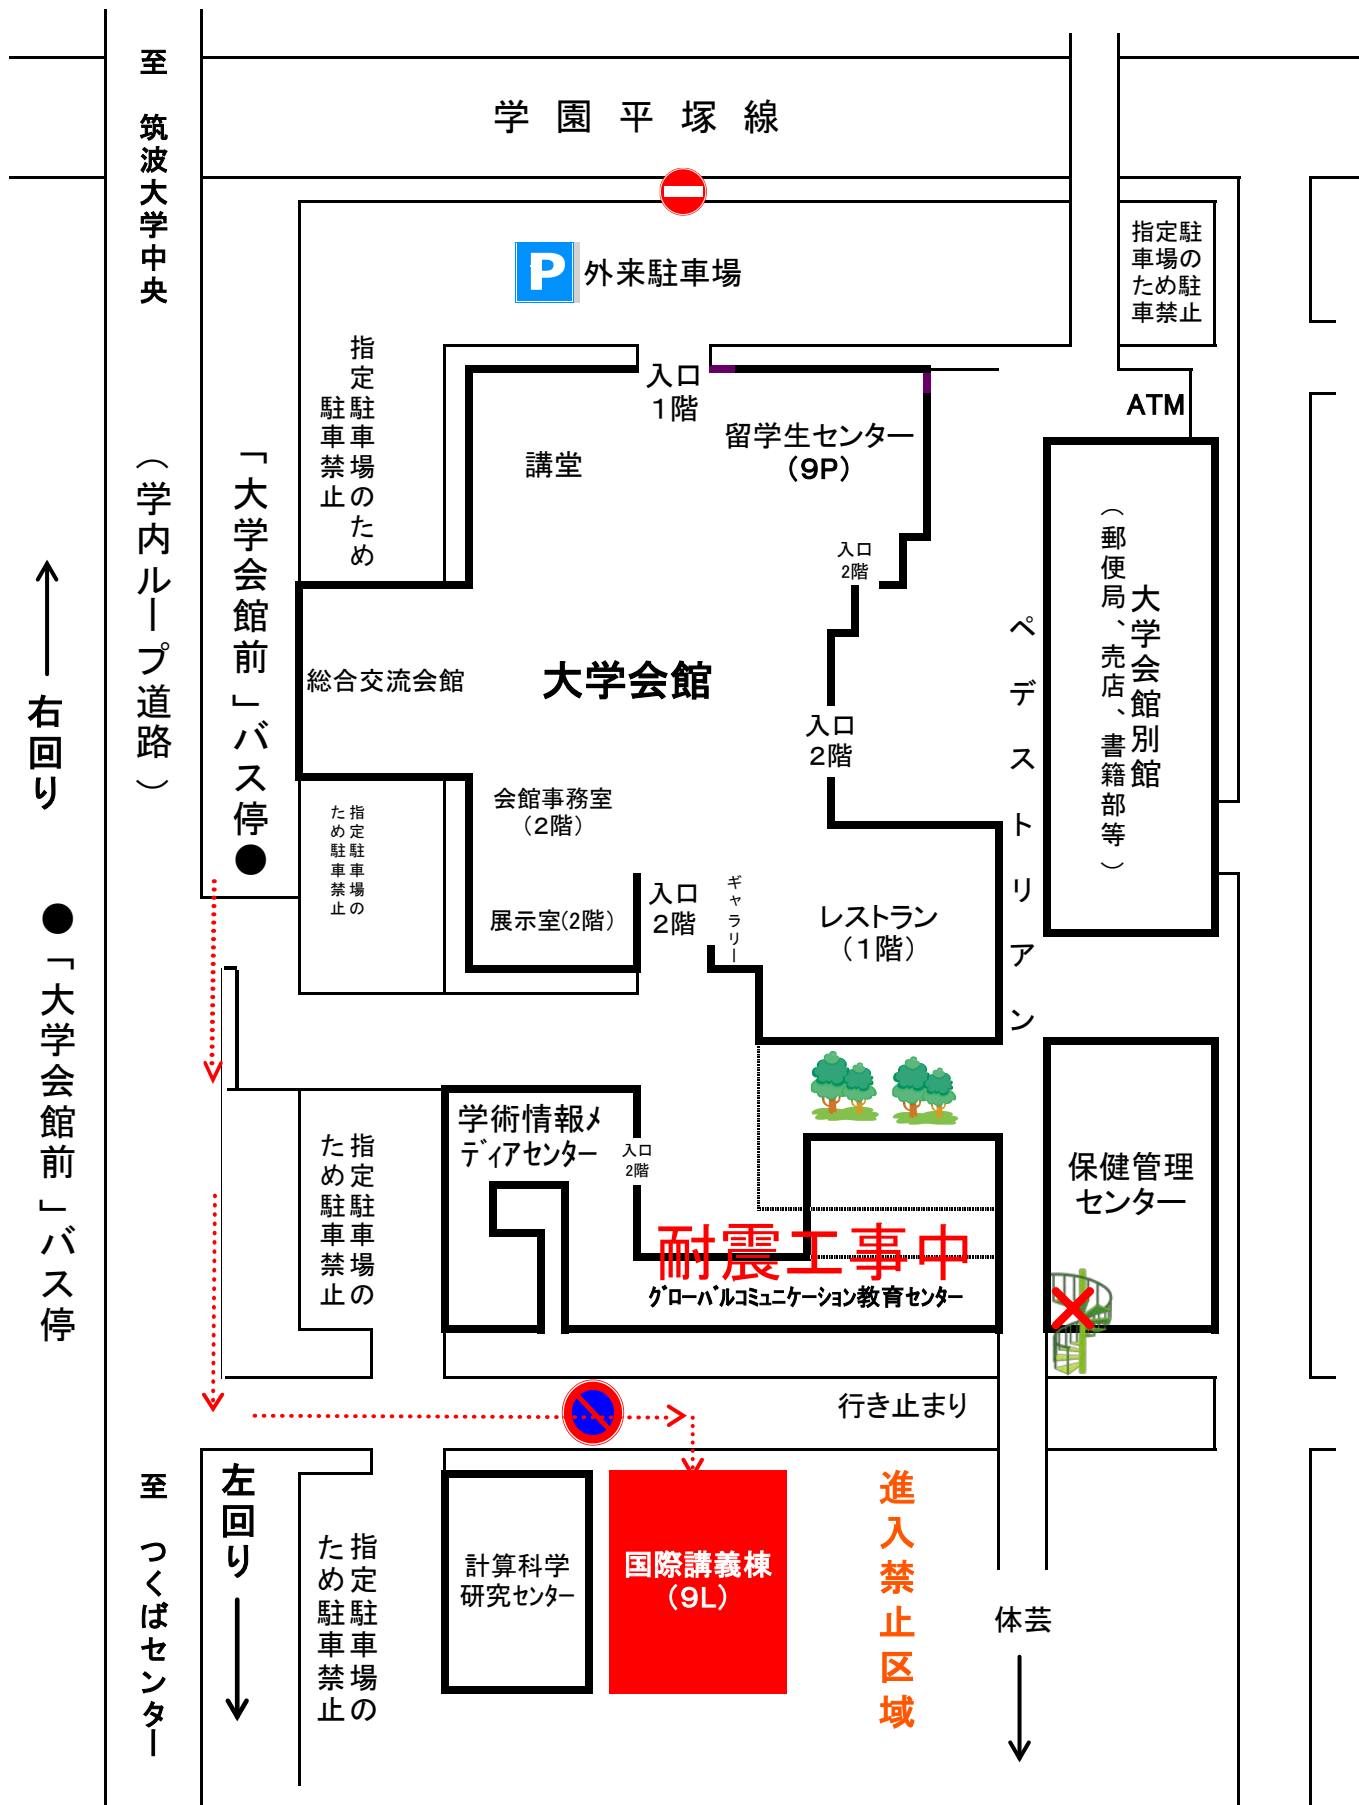 至　筑波大学中央
学園平塚線
P
外来駐車場
指定駐
車場の
ため駐
車禁止
指定駐車場のため
駐車禁止
入口
1階
ATM
留学生センター
(9P)
講堂
（学内ループ道路）
「大学会館前」バス停●
入口
2階
大学会館別館
（郵便局、売店、書籍部等）
ペデストリアン
総合交流会館
大学会館
右回り
入口
2階
会館事務室
（2階）
指定駐車場の
ため駐車禁止
展示室(2階)
入口
2階
ギャラリー
レストラン
（1階）
●「大学会館前」バス停
学術情報メ
ディアセンター
入口
2階
指定駐車場の
ため駐車禁止
保健管理
センター
耐震工事中
グローバルコミュニケーション教育センター
行き止まり
至　つくばセンター
左回り
指定駐車場の
ため駐車禁止
計算科学
研究センター
国際講義棟
（9L）
進入禁止区域
体芸